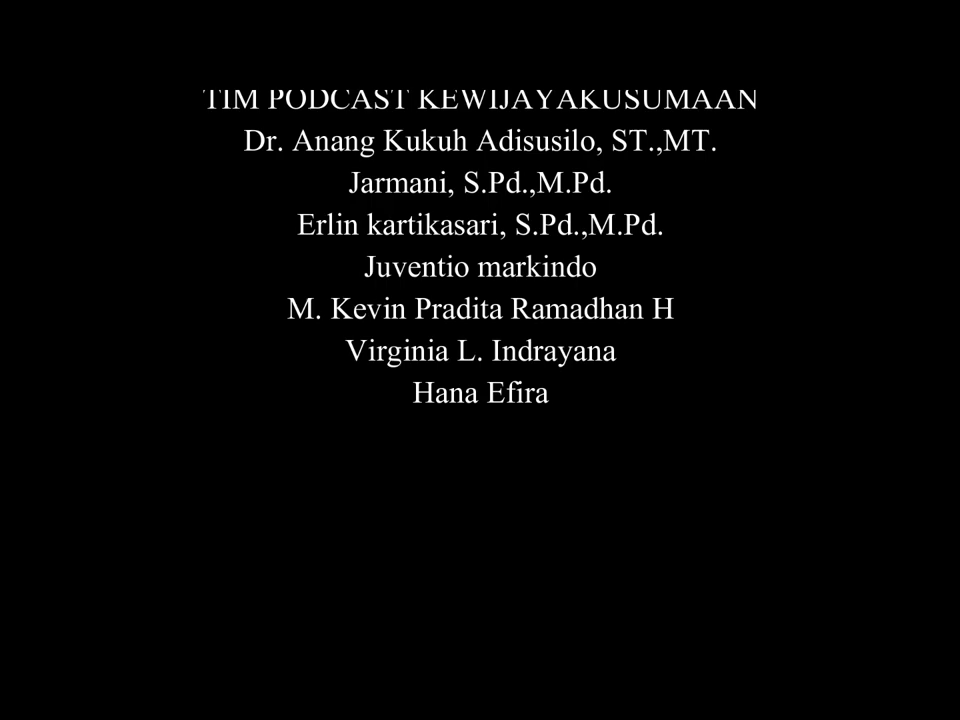 TIM PODCAST KEWIJAYAKUSUMAAN
Dr. Anang Kukuh Adisusilo, ST.,MT.
Jarmani, S.Pd.,M.Pd.
Erlin kartikasari, S.Pd.,M.Pd.
Juventio markindo
M. Kevin Pradita Ramadhan H
Virginia L. Indrayana
Hana Efira